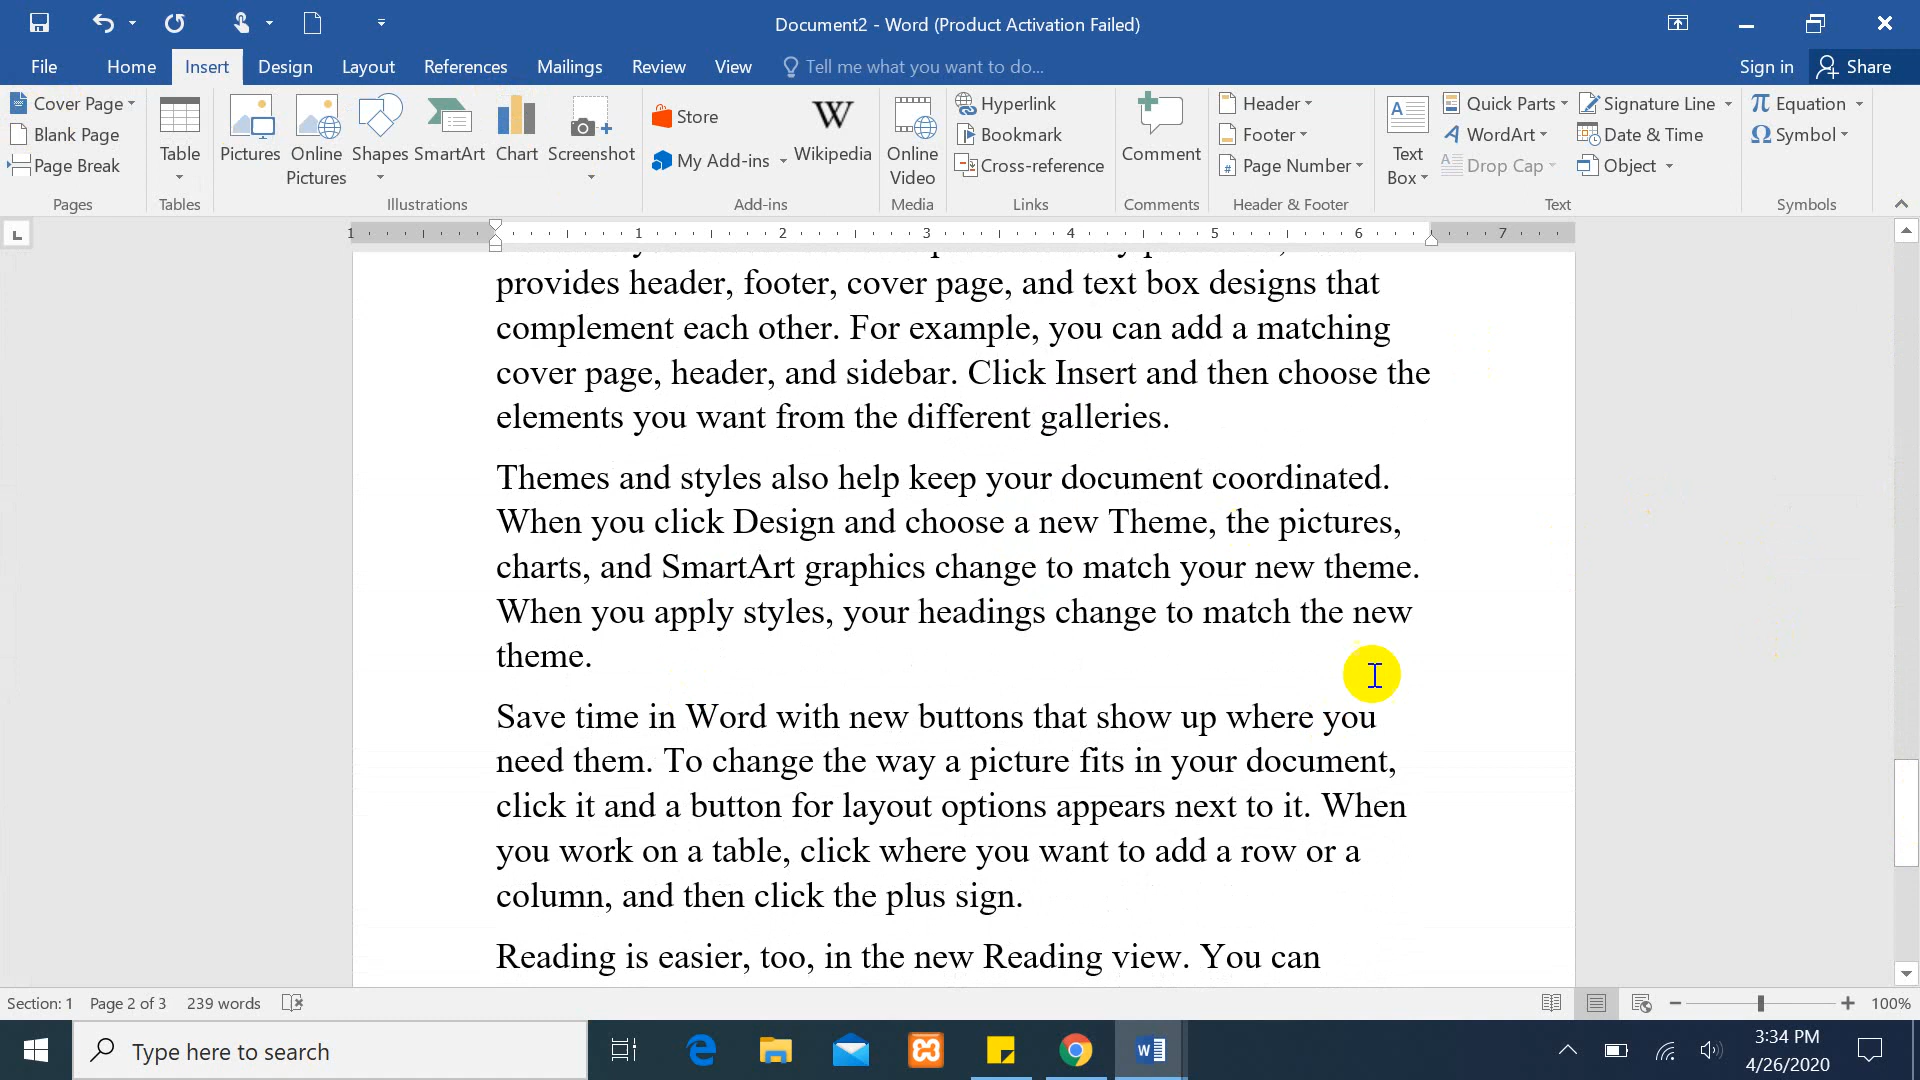 Document2 - Word (Product Activation Failed)
File Home Insert Design Layout References Mailings Review View Tell me what you want to do... Sign in Share
Cover Page
Blank Page
Page Break
Pages
Table
Tables
Pictures
Online Pictures
Shapes
SmartArt
Chart
Screenshot
Illustrations
Store
My Add-ins
W
Wikipedia
Add-ins
Online Video
Media
Hyperlink
Bookmark
Cross-reference
Links
Comment
Comments
Header
Footer
Page Number
Header & Footer
A
Text Box
Quick Parts
WordArt
Drop Cap
Signature Line
Date & Time
Object
Text
Equation
Symbol
Symbols
1 1 2 3 4 5 6 7
provides header, footer, cover page, and text box designs that
complement each other. For example, you can add a matching
cover page, header, and sidebar. Click Insert and then choose the
elements you want from the different galleries.
Themes and styles also help keep your document coordinated.
When you click Design and choose a new Theme, the pictures,
charts, and SmartArt graphics change to match your new theme.
When you apply styles, your headings change to match the new
theme.
Save time in Word with new buttons that show up where you
need them. To change the way a picture fits in your document,
click it and a button for layout options appears next to it. When
you work on a table, click where you want to add a row or a
column, and then click the plus sign.
Reading is easier, too, in the new Reading view. You can
Section: 1 Page 2 of 3 239 words 100%
Type here to search
3:34 PM
4/26/2020